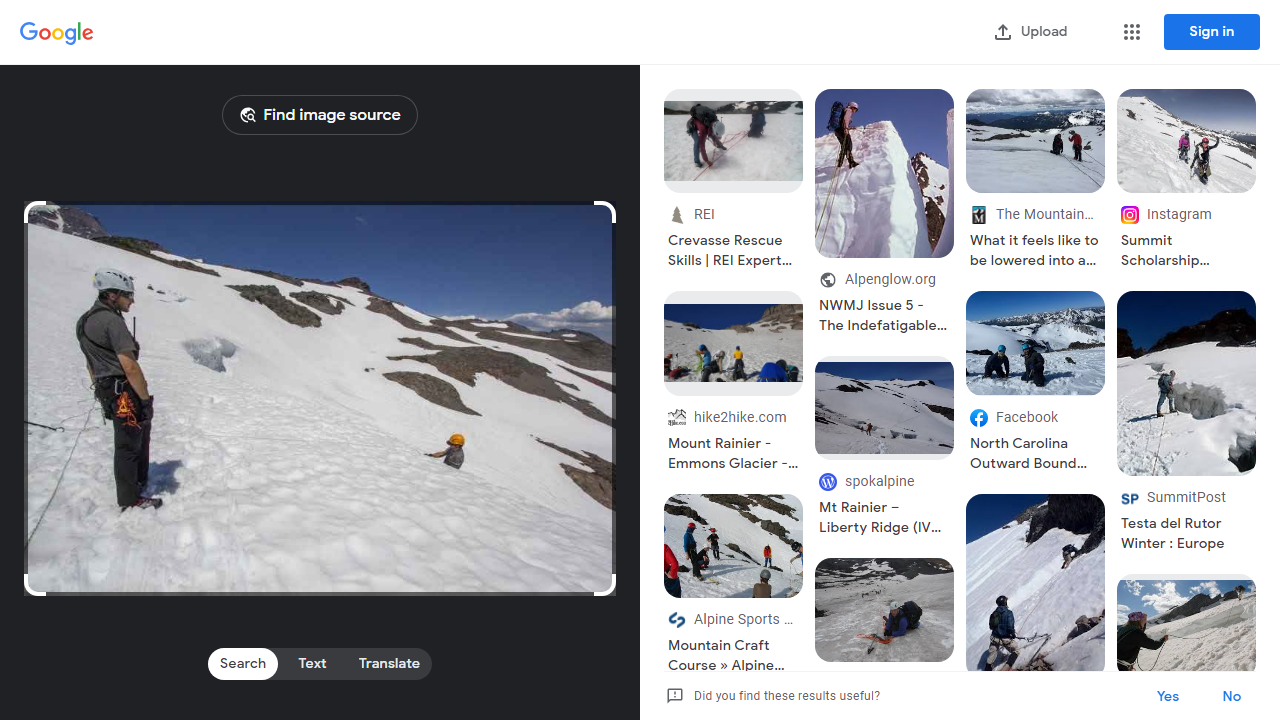 Google
Upload
Sign in
Find image source
Search
Text
Translate
REI
Crevasse Rescue
Skills | REI Expert...
hike2hike.com
Mount Rainier -
Emmons Glacier -...
Alpine Sports ...
Mountain Craft
Course » Alpine...
Alpenglow.org
NWMJ Issue 5 -
The Indefatigable...
spokalpine
Mt Rainier –
Liberty Ridge (IV...
The Mountain...
What it feels like to
be lowered into a...
Facebook
North Carolina
Outward Bound...
Instagram
Summit
Scholarship...
SP
SummitPost
Testa del Rutor
Winter : Europe
Did you find these results useful?
Yes
No